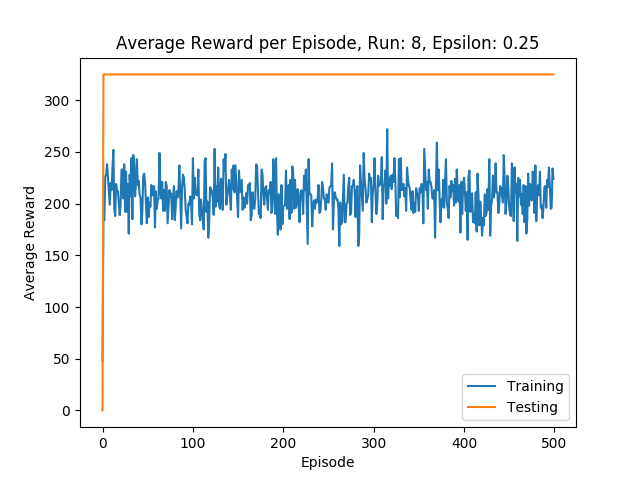 Average Reward per Episode, Run: 8, Epsilon: 0.25
Average Reward
300
250
200
150
100
50
0
0 100 200 300 400 500
Episode
Training
Testing